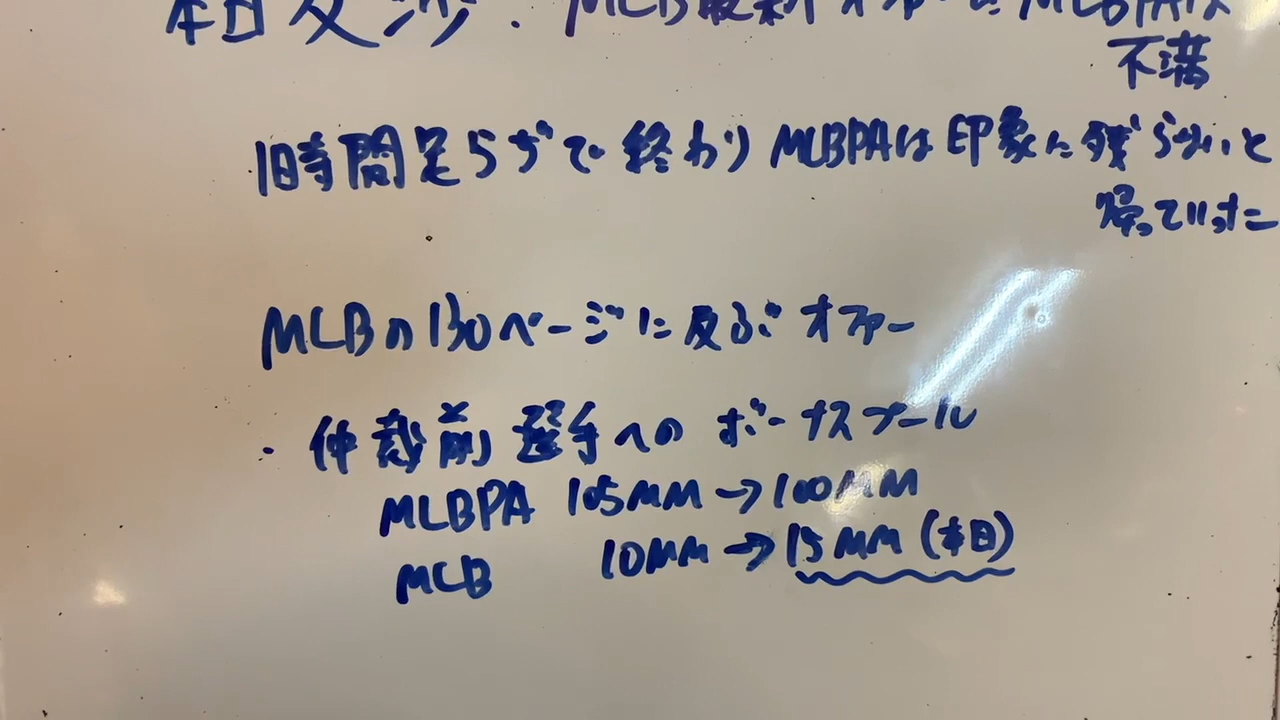 本日交渉：MLB最新オファーにMLBPAは
不満
1時間足らずで終わり MLBPAは印象に残らないと
帰っていった
MLBの130ページに及ぶオファー
・仲裁前選手へのボーナスプール
MLBPA 105MM→100MM
MLB 10MM→15MM(本日)